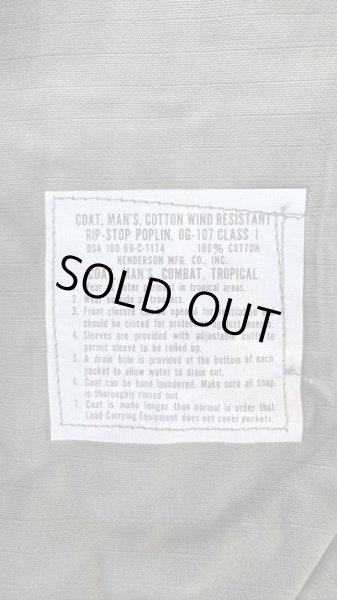 COAT, MAN'S, COTTON WIND RESISTANT
RIP-STOP POPLIN, OG-107 CLASS 1
DSA 100-69-C-1174 100% COTTON
HENDERSON MFG. CO., INC.
COAT, MAN'S, COMBAT, TROPICAL
1. Wear in tropical areas.
2. Wear
3. Front closure
should be closed for
4. Sleeves are provided with adjustable cuffs to
permit sleeve to be rolled up.
5. A drain hole is provided at the bottom of each
pocket to allow water to drain out.
6. Coat can be hand laundered. Make sure all soap
is thoroughly rinsed out.
7. Coat is made longer than normal in order that
Load Carrying Equipment does not cover pockets.
SOLD OUT